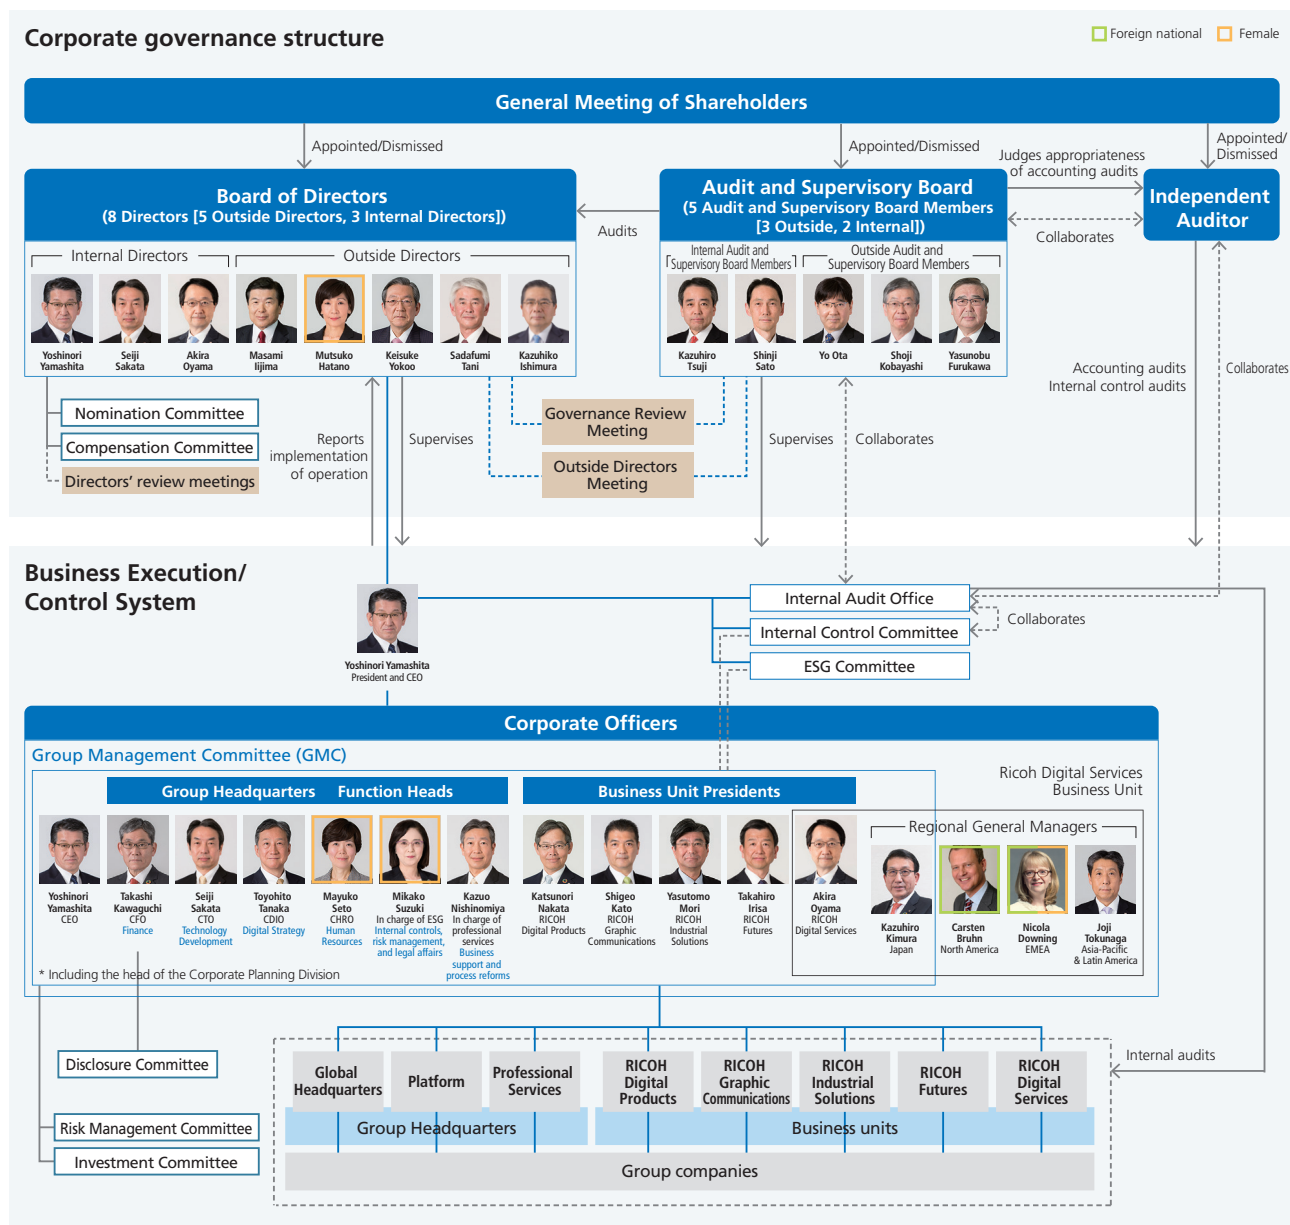 Corporate governance structure
Foreign national
Female
General Meeting of Shareholders
Appointed/Dismissed
Appointed/Dismissed
Appointed/
Dismissed
Judges appropriateness
of accounting audits
Board of Directors
(8 Directors [5 Outside Directors, 3 Internal Directors])
Audits
Audit and Supervisory Board
(5 Audit and Supervisory Board Members
[3 Outside, 2 Internal])
Collaborates
Independent
Auditor
Internal Directors
Outside Directors
Internal Audit and
Supervisory Board Members
Outside Audit and
Supervisory Board Members
Yoshinori
Yamashita
Seiji
Sakata
Akira
Oyama
Masami
Iijima
Mutsuko
Hatano
Keisuke
Yokoo
Sadafumi
Tani
Kazuhiko
Ishimura
Kazuhiro
Tsuji
Shinji
Sato
Yo Ota
Shoji
Kobayashi
Yasunobu
Furukawa
Accounting audits
Internal control audits
Collaborates
Nomination Committee
Compensation Committee
Directors’ review meetings
Reports
implementation
of operation
Supervises
Governance Review
Meeting
Outside Directors
Meeting
Supervises
Collaborates
Business Execution/
Control System
Yoshinori Yamashita
President and CEO
Internal Audit Office
Internal Control Committee
ESG Committee
Collaborates
Corporate Officers
Group Management Committee (GMC)
Ricoh Digital Services
Business Unit
Group Headquarters Function Heads
Business Unit Presidents
Regional General Managers
Yoshinori
Yamashita
CEO
Takashi
Kawaguchi
CFO
Finance
Seiji
Sakata
CTO
Technology
Development
Toyohito
Tanaka
CDIO
Digital Strategy
Mayuko
Seto
CHRO
Human
Resources
Mikako
Suzuki
In charge of ESG
Internal controls,
risk management,
and legal affairs
Kazuo
Nishinomiya
In charge of
professional
services
Business
support and
process reforms
Katsunori
Nakata
RICOH
Digital Products
Shigeo
Kato
RICOH
Graphic
Communications
Yasutomo
Mori
RICOH
Industrial
Solutions
Takahiro
Irisa
RICOH
Futures
Akira
Oyama
RICOH
Digital Services
Kazuhiro
Kimura
Japan
Carsten
Bruhn
North America
Nicola
Downing
EMEA
Joji
Tokunaga
Asia-Pacific
& Latin America
* Including the head of the Corporate Planning Division
Disclosure Committee
Risk Management Committee
Investment Committee
Internal audits
Global
Headquarters
Platform
Professional
Services
RICOH
Digital
Products
RICOH
Graphic
Communications
RICOH
Industrial
Solutions
RICOH
Futures
RICOH
Digital
Services
Group Headquarters
Business units
Group companies